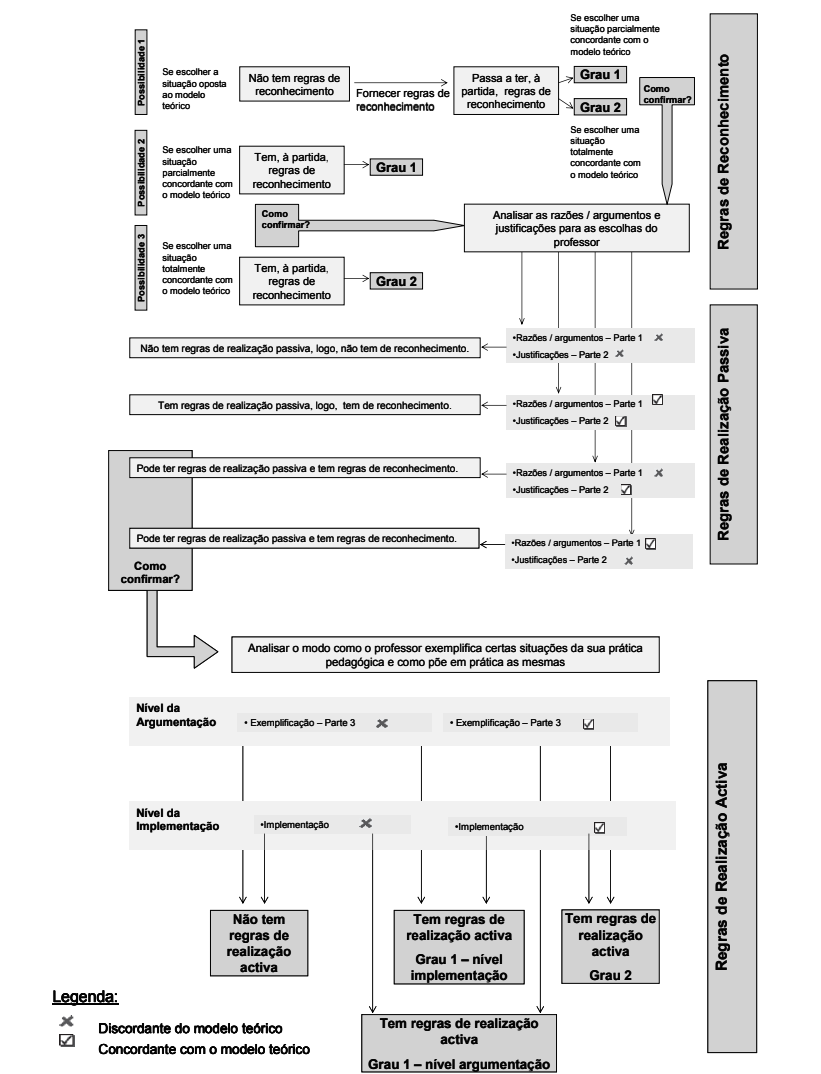 Possibilidade 1
Se escolher a
situação oposta
ao modelo
teórico
Não tem regras de
reconhecimento
Fornecer regras de
reconhecimento
Passa a ter, à
partida, regras de
reconhecimento
Se escolher uma
situação parcialmente
concordante com o
modelo teórico
Grau 1
Grau 2
Se escolher uma
situação
totalmente
concordante com
o modelo teórico
Como
confirmar?
Regras de Reconhecimento
Possibilidade 2
Se escolher uma
situação
parcialmente
concordante com
o modelo teórico
Tem, à partida,
regras de
reconhecimento
Grau 1
Como
confirmar?
Analisar as razões / argumentos e
justificações para as escolhas do
professor
Possibilidade 3
Se escolher uma
situação
totalmente
concordante com
o modelo teórico
Tem, à partida,
regras de
reconhecimento
Grau 2
Regras de Realização Passiva
Não tem regras de realização passiva, logo, não tem de reconhecimento.
•Razões / argumentos – Parte 1
•Justificações – Parte 2
Tem regras de realização passiva, logo, tem de reconhecimento.
•Razões / argumentos – Parte 1
•Justificações – Parte 2
Pode ter regras de realização passiva e tem regras de reconhecimento.
•Razões / argumentos – Parte 1
•Justificações – Parte 2
Pode ter regras de realização passiva e tem regras de reconhecimento.
•Razões / argumentos – Parte 1
•Justificações – Parte 2
Como
confirmar?
Analisar o modo como o professor exemplifica certas situações da sua prática
pedagógica e como põe em prática as mesmas
Regras de Realização Activa
Nível da
Argumentação
• Exemplificação – Parte 3
• Exemplificação – Parte 3
Nível da
Implementação
•Implementação
•Implementação
Não tem
regras de
realização
activa
Tem regras de
realização activa
Grau 1 – nível
implementação
Tem regras de
realização
activa
Grau 2
Tem regras de realização
activa
Grau 1 – nível argumentação
Legenda:
Discordante do modelo teórico
Concordante com o modelo teórico